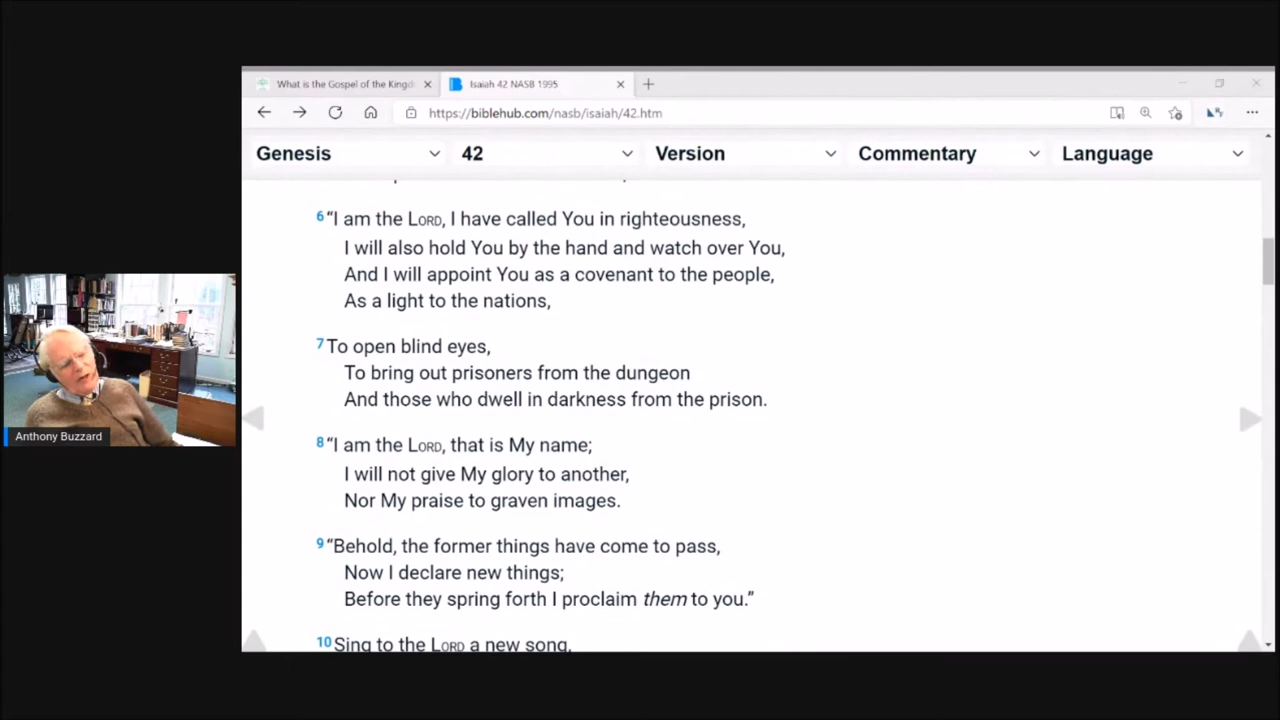 What is the Gospel of the Kingd
Isaiah 42 NASB 1995
https://biblehub.com/nasb/isaiah/42.htm
Genesis 42 Version Commentary Language
6 “I am the LORD, I have called You in righteousness,
I will also hold You by the hand and watch over You,
And I will appoint You as a covenant to the people,
As a light to the nations,
7 To open blind eyes,
To bring out prisoners from the dungeon
And those who dwell in darkness from the prison.
8 “I am the LORD, that is My name;
I will not give My glory to another,
Nor My praise to graven images.
9 “Behold, the former things have come to pass,
Now I declare new things;
Before they spring forth I proclaim them to you.”
10 Sing to the LORD a new song,
Anthony Buzzard